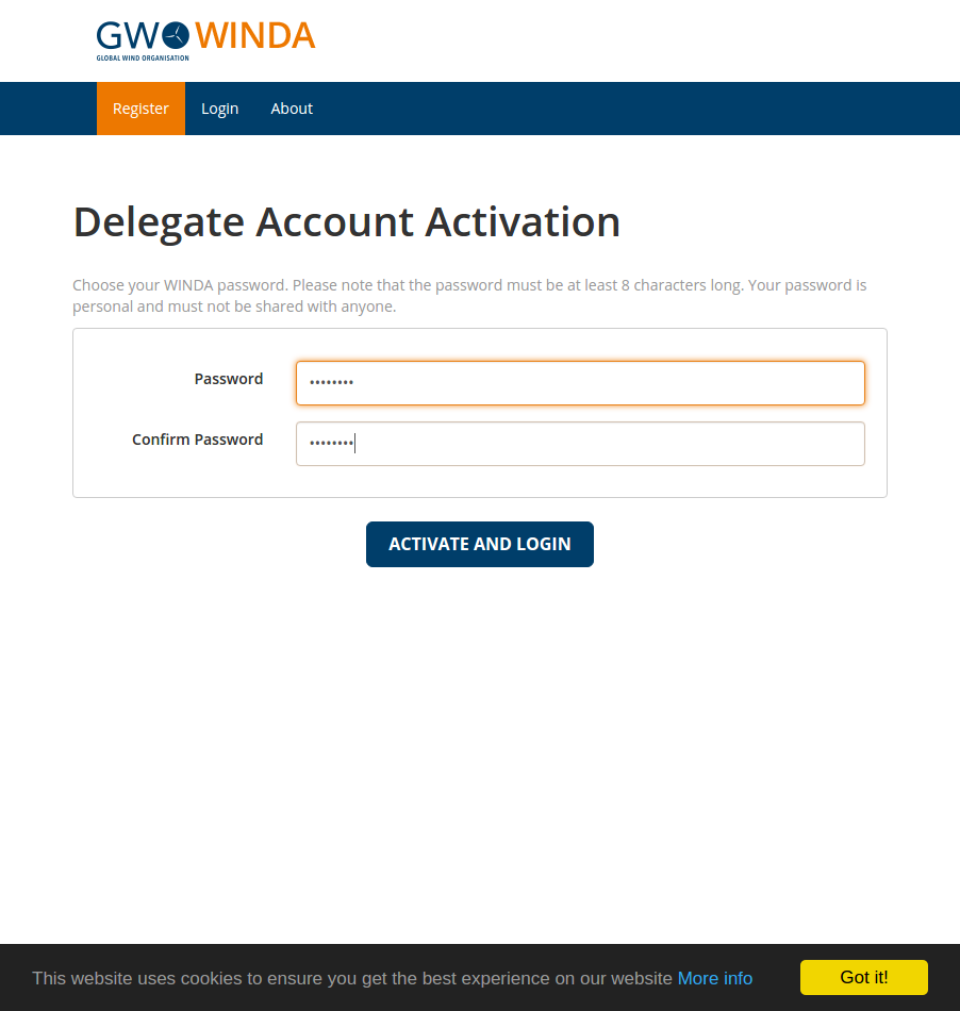 GWO WINDA
GLOBAL WIND ORGANISATION
Register Login About
Delegate Account Activation
Choose your WINDA password. Please note that the password must be at least 8 characters long. Your password is
personal and must not be shared with anyone.
Password ••••••••
Confirm Password ••••••••
ACTIVATE AND LOGIN
This website uses cookies to ensure you get the best experience on our website More info Got it!